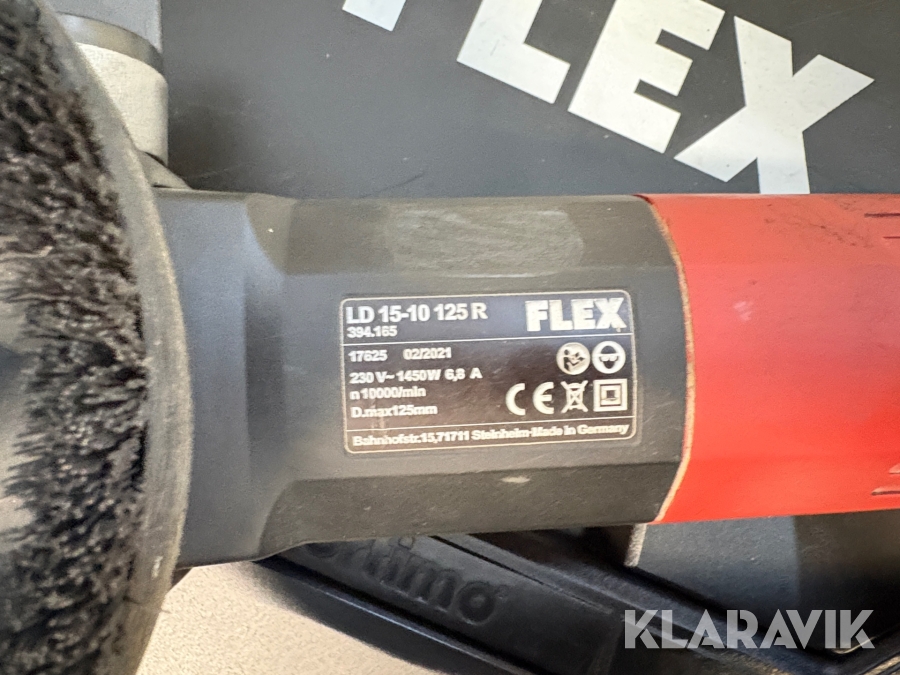 FLEX
LD 15-10 125 R FLEX
394.165
17625 02/2021
230 V~ 1450W 6,8 A
n 10000/min
D.max125mm
CE
Bahnhofstr.15,71711 Steinheim-Made in Germany
KLARAVIK